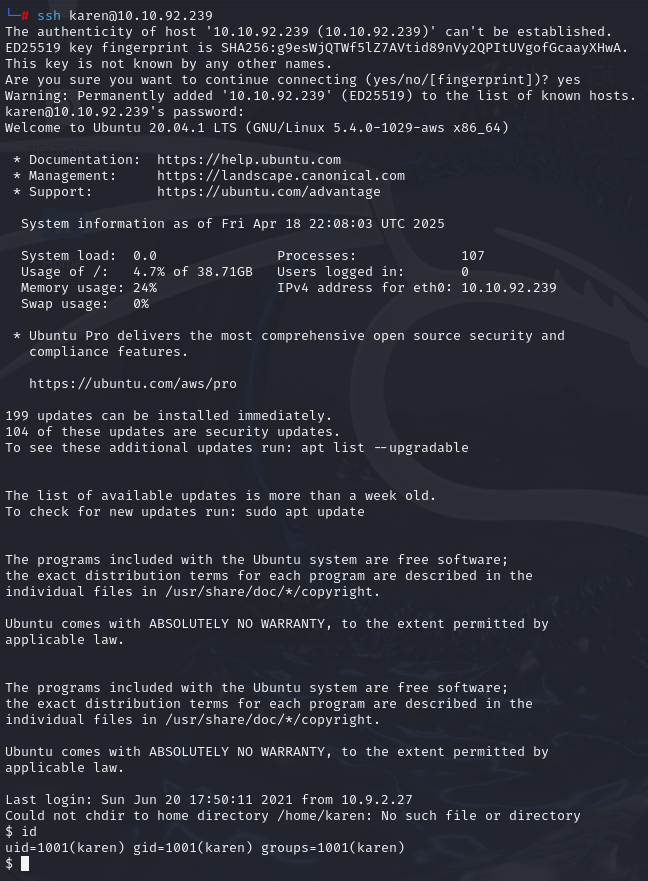 └─# ssh karen@10.10.92.239
The authenticity of host '10.10.92.239 (10.10.92.239)' can't be established.
ED25519 key fingerprint is SHA256:g9esWjQTWf5lZ7AVtid89nVy2QPItUVgofGcaayXHwA.
This key is not known by any other names.
Are you sure you want to continue connecting (yes/no/[fingerprint])? yes
Warning: Permanently added '10.10.92.239' (ED25519) to the list of known hosts.
karen@10.10.92.239's password:
Welcome to Ubuntu 20.04.1 LTS (GNU/Linux 5.4.0-1029-aws x86_64)

 * Documentation:  https://help.ubuntu.com
 * Management:     https://landscape.canonical.com
 * Support:        https://ubuntu.com/advantage

  System information as of Fri Apr 18 22:08:03 UTC 2025

  System load:  0.0               Processes:             107
  Usage of /:   4.7% of 38.71GB   Users logged in:       0
  Memory usage: 24%               IPv4 address for eth0: 10.10.92.239
  Swap usage:   0%

 * Ubuntu Pro delivers the most comprehensive open source security and
   compliance features.

   https://ubuntu.com/aws/pro

199 updates can be installed immediately.
104 of these updates are security updates.
To see these additional updates run: apt list --upgradable


The list of available updates is more than a week old.
To check for new updates run: sudo apt update


The programs included with the Ubuntu system are free software;
the exact distribution terms for each program are described in the
individual files in /usr/share/doc/*/copyright.

Ubuntu comes with ABSOLUTELY NO WARRANTY, to the extent permitted by
applicable law.


The programs included with the Ubuntu system are free software;
the exact distribution terms for each program are described in the
individual files in /usr/share/doc/*/copyright.

Ubuntu comes with ABSOLUTELY NO WARRANTY, to the extent permitted by
applicable law.

Last login: Sun Jun 20 17:50:11 2021 from 10.9.2.27
Could not chdir to home directory /home/karen: No such file or directory
$ id
uid=1001(karen) gid=1001(karen) groups=1001(karen)
$